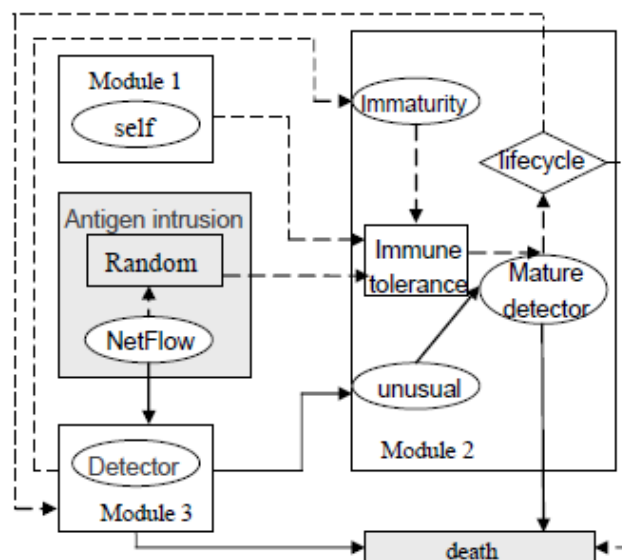 Module 1
self
Antigen intrusion
Random
NetFlow
Detector
Module 3
Immaturity
Immune
tolerance
unusual
Module 2
lifecycle
Mature
detector
death